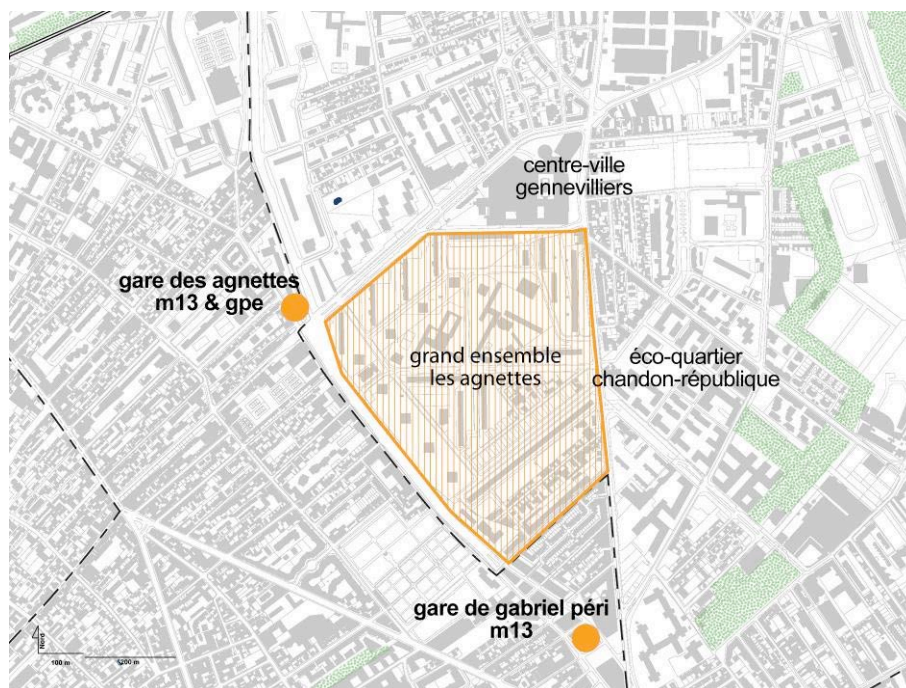 centre-ville
gennevilliers
gare des agnettes
m13 & gpe
grand ensemble
les agnettes
éco-quartier
chandon-république
gare de gabriel péri
m13
Nord
100 m
200 m